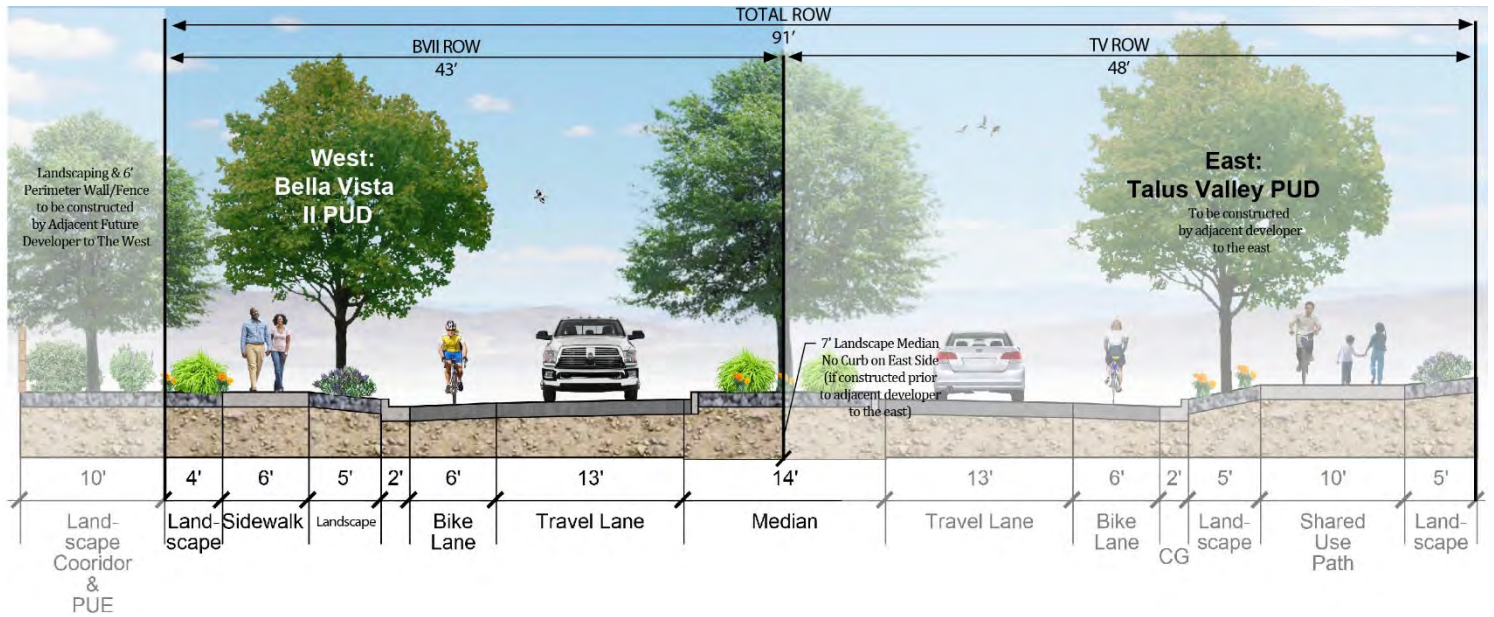 TOTAL ROW
91'
BVII ROW
43'
TV ROW
48'
Landscaping & 6'
Perimeter Wall/Fence
to be constructed
by Adjacent Future
Developer to The West
West:
Bella Vista
II PUD
East:
Talus Valley PUD
To be constructed
by adjacent developer
to the east
7' Landscape Median
No Curb on East Side
(if constructed prior
to adjacent developer
to the east)
10' 4' 6' 5' 2' 6' 13' 14' 13' 6' 2' 5' 10' 5'
Land-
scape
Cooridor
&
PUE
Land-
scape
Sidewalk
Landscape
Bike
Lane
Travel Lane
Median
Travel Lane
Bike
Lane
CG
Land-
scape
Shared
Use
Path
Land-
scape